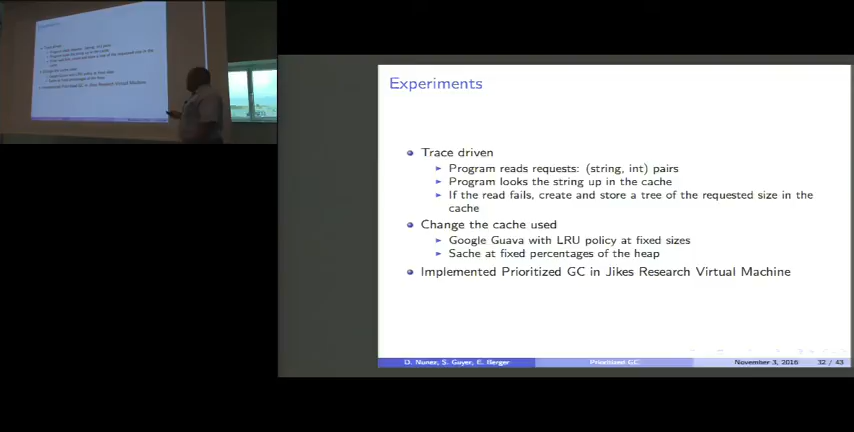 Experiments
Trace driven
Program reads requests: (string, int) pairs
Program looks the string up in the cache
If the read fails, create and store a tree of the requested size in the
cache
Change the cache used
Google Guava with LRU policy at fixed sizes
Sache at fixed percentages of the heap
Implemented Prioritized GC in Jikes Research Virtual Machine
D. Nunez, S. Guyer, E. Berger
Prioritized GC
November 3, 2016
32 / 43